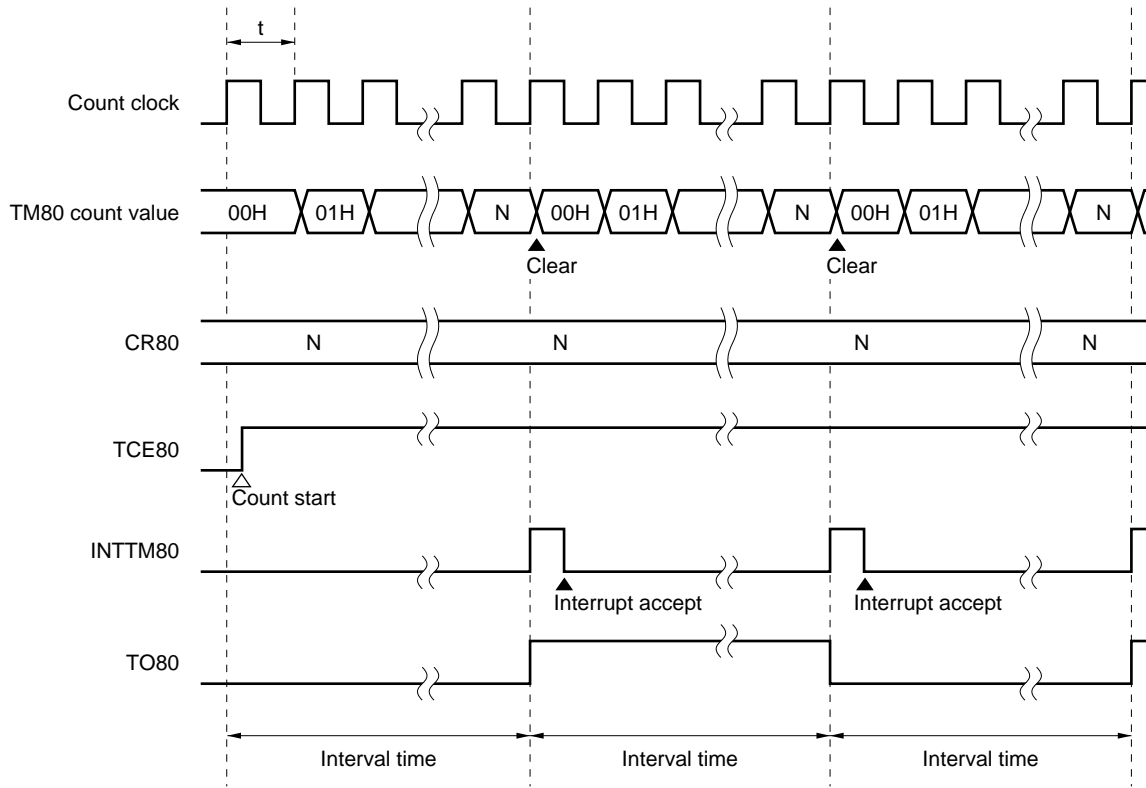 t
Count clock
TM80 count value
00H 01H N 00H 01H N 00H 01H N
Clear Clear
CR80 N N N N
TCE80
Count start
INTTM80
Interrupt accept Interrupt accept
TO80
Interval time Interval time Interval time